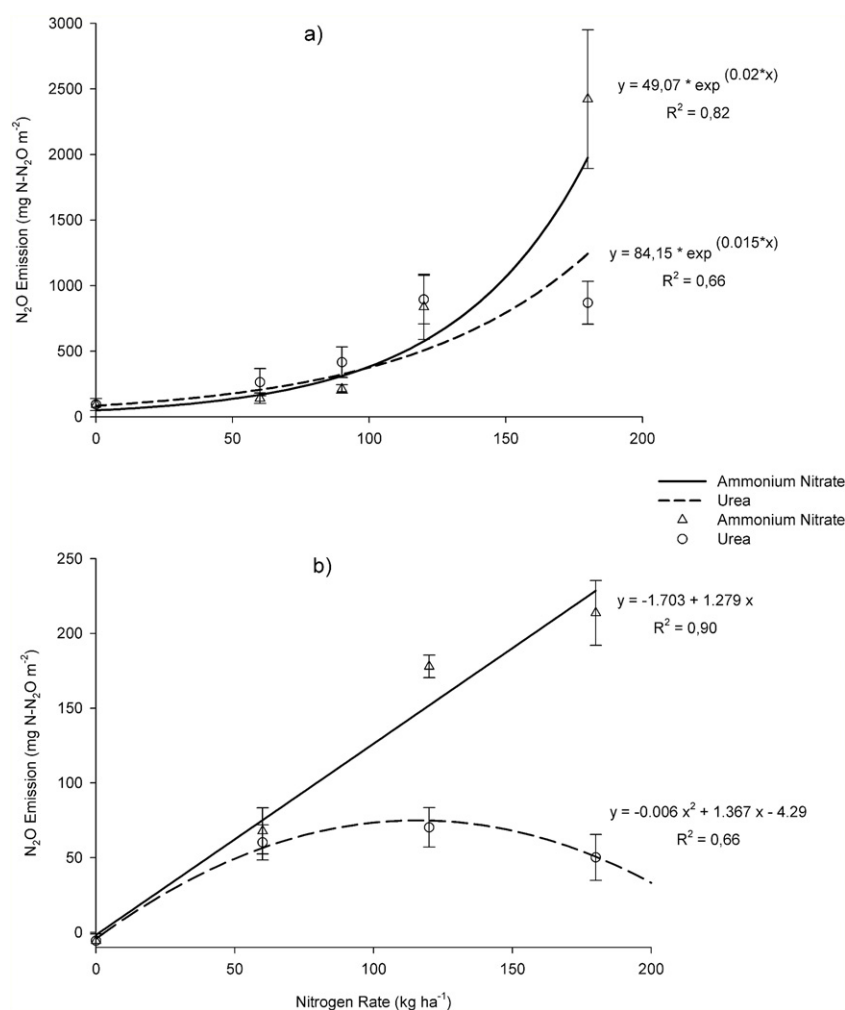 a)
3000
2500
2000
1500
1000
500
0
0
50
100
150
200
N₂O Emission (mg N-N₂O m⁻²)
y = 49,07 * exp (0.02*x)
R² = 0,82
y = 84,15 * exp (0.015*x)
R² = 0,66
Ammonium Nitrate
Urea
Ammonium Nitrate
Urea
b)
250
200
150
100
50
0
0
50
100
150
200
N₂O Emission (mg N-N₂O m⁻²)
y = -1.703 + 1.279 x
R² = 0,90
y = -0.006 x² + 1.367 x - 4.29
R² = 0,66
Nitrogen Rate (kg ha⁻¹)